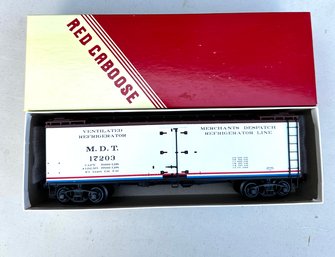 RED CABOOSE
VENTILATED
REFRIGERATOR
M. D. T.
17203
MERCHANTS DESPATCH
REFRIGERATOR LINE